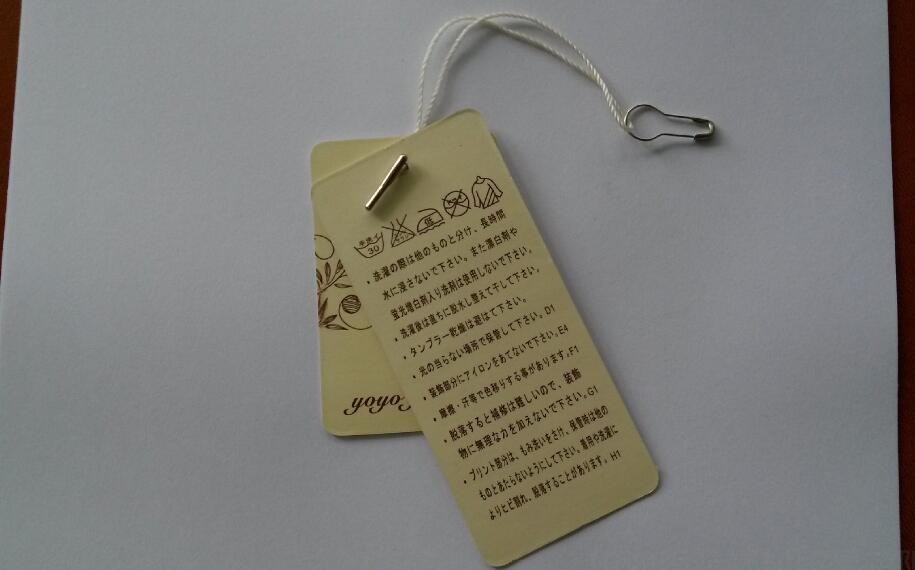 手洗イ
30
低
・洗濯の際は他のものと分け、長時間
水に浸さないで下さい。また漂白剤や
蛍光増白剤入り洗剤は使用しないで下さい。
・洗濯後は直ちに脱水し整えて干して下さい。
・タンブラー乾燥は避けて下さい。
・光の当らない場所で保管して下さい。D1
・装飾部分にアイロンをあてないで下さい。E4
・摩擦・汗等で色移りする事があります。F1
・脱落すると補修は難しいので、装飾
物に無理な力を加えないで下さい。G1
・プリント部分は、もみ洗いをさけ、保管時は他の
ものとあたらないようにして下さい。着用や洗濯に
よりヒビ割れ、脱落することがあります。H1
yoyo